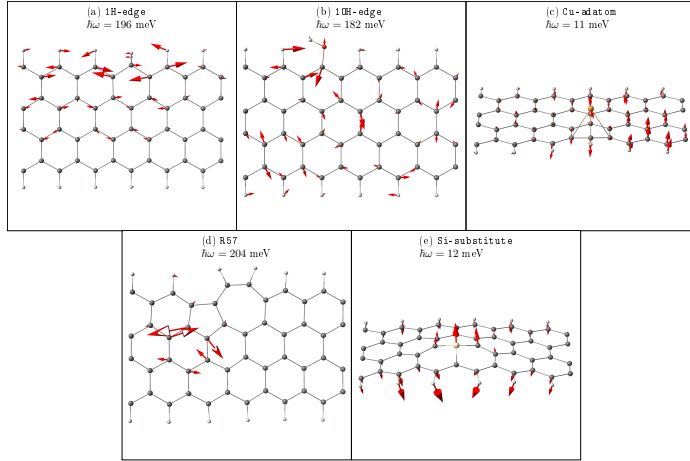 (a) 1H-edge
ℏω = 196 meV
(b) 1OH-edge
ℏω = 182 meV
(c) Cu-adatom
ℏω = 11 meV
(d) R57
ℏω = 204 meV
(e) Si-substitute
ℏω = 12 meV